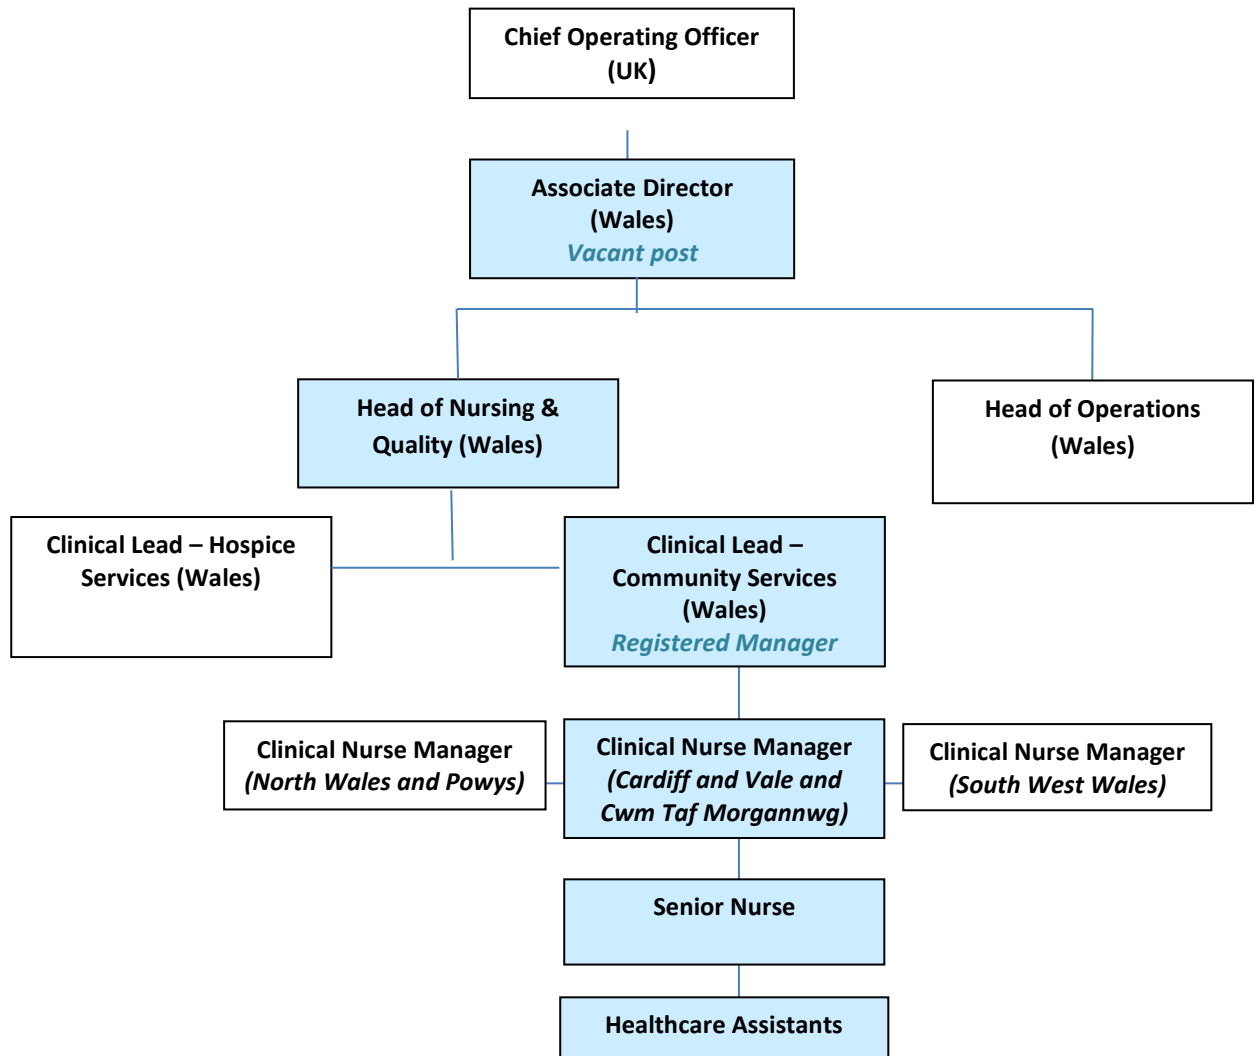 Chief Operating Officer
(UK)
Associate Director
(Wales)
Vacant post
Head of Nursing &
Quality (Wales)
Head of Operations
(Wales)
Clinical Lead – Hospice
Services (Wales)
Clinical Lead –
Community Services
(Wales)
Registered Manager
Clinical Nurse Manager
(North Wales and Powys)
Clinical Nurse Manager
(Cardiff and Vale and
Cwm Taf Morgannwg)
Clinical Nurse Manager
(South West Wales)
Senior Nurse
Healthcare Assistants